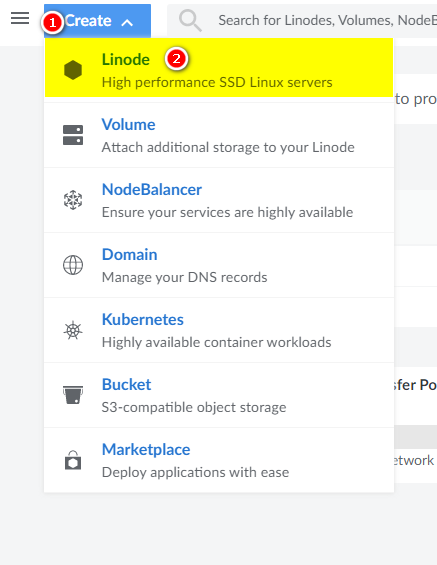 1 Create
Search for Linodes, Volumes, NodeB
Linode 2
High performance SSD Linux servers
to pro
Volume
Attach additional storage to your Linode
NodeBalancer
Ensure your services are highly available
Domain
Manage your DNS records
Kubernetes
Highly available container workloads
Bucket
sfer Po
S3-compatible object storage
Marketplace
etwork
Deploy applications with ease